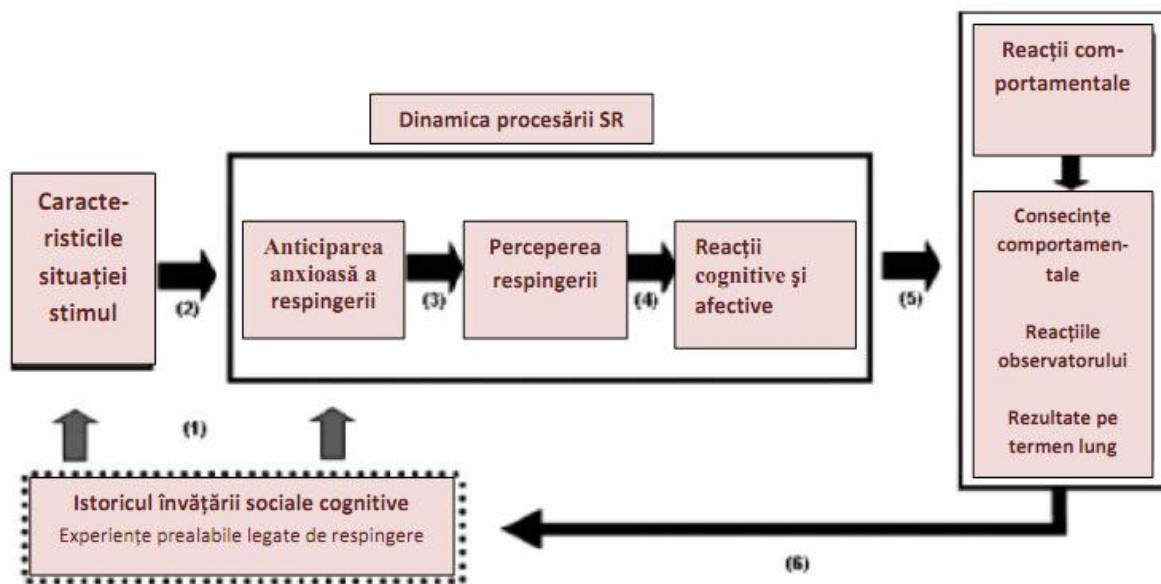 Dinamica procesării SR
Caracte-
risticile
situației
stimul
(2)
Anticiparea
anxioasă a
respingerii
(3)
Perceperea
respingerii
(4)
Reacții
cognitive şi
afective
(5)
Reacții com-
portamentale
Consecințe
comportamen-
tale
Reacțiile
observatorului
Rezultate pe
termen lung
(1)
Istoricul învățării sociale cognitive
Experiențe prealabile legate de respingere
(6)